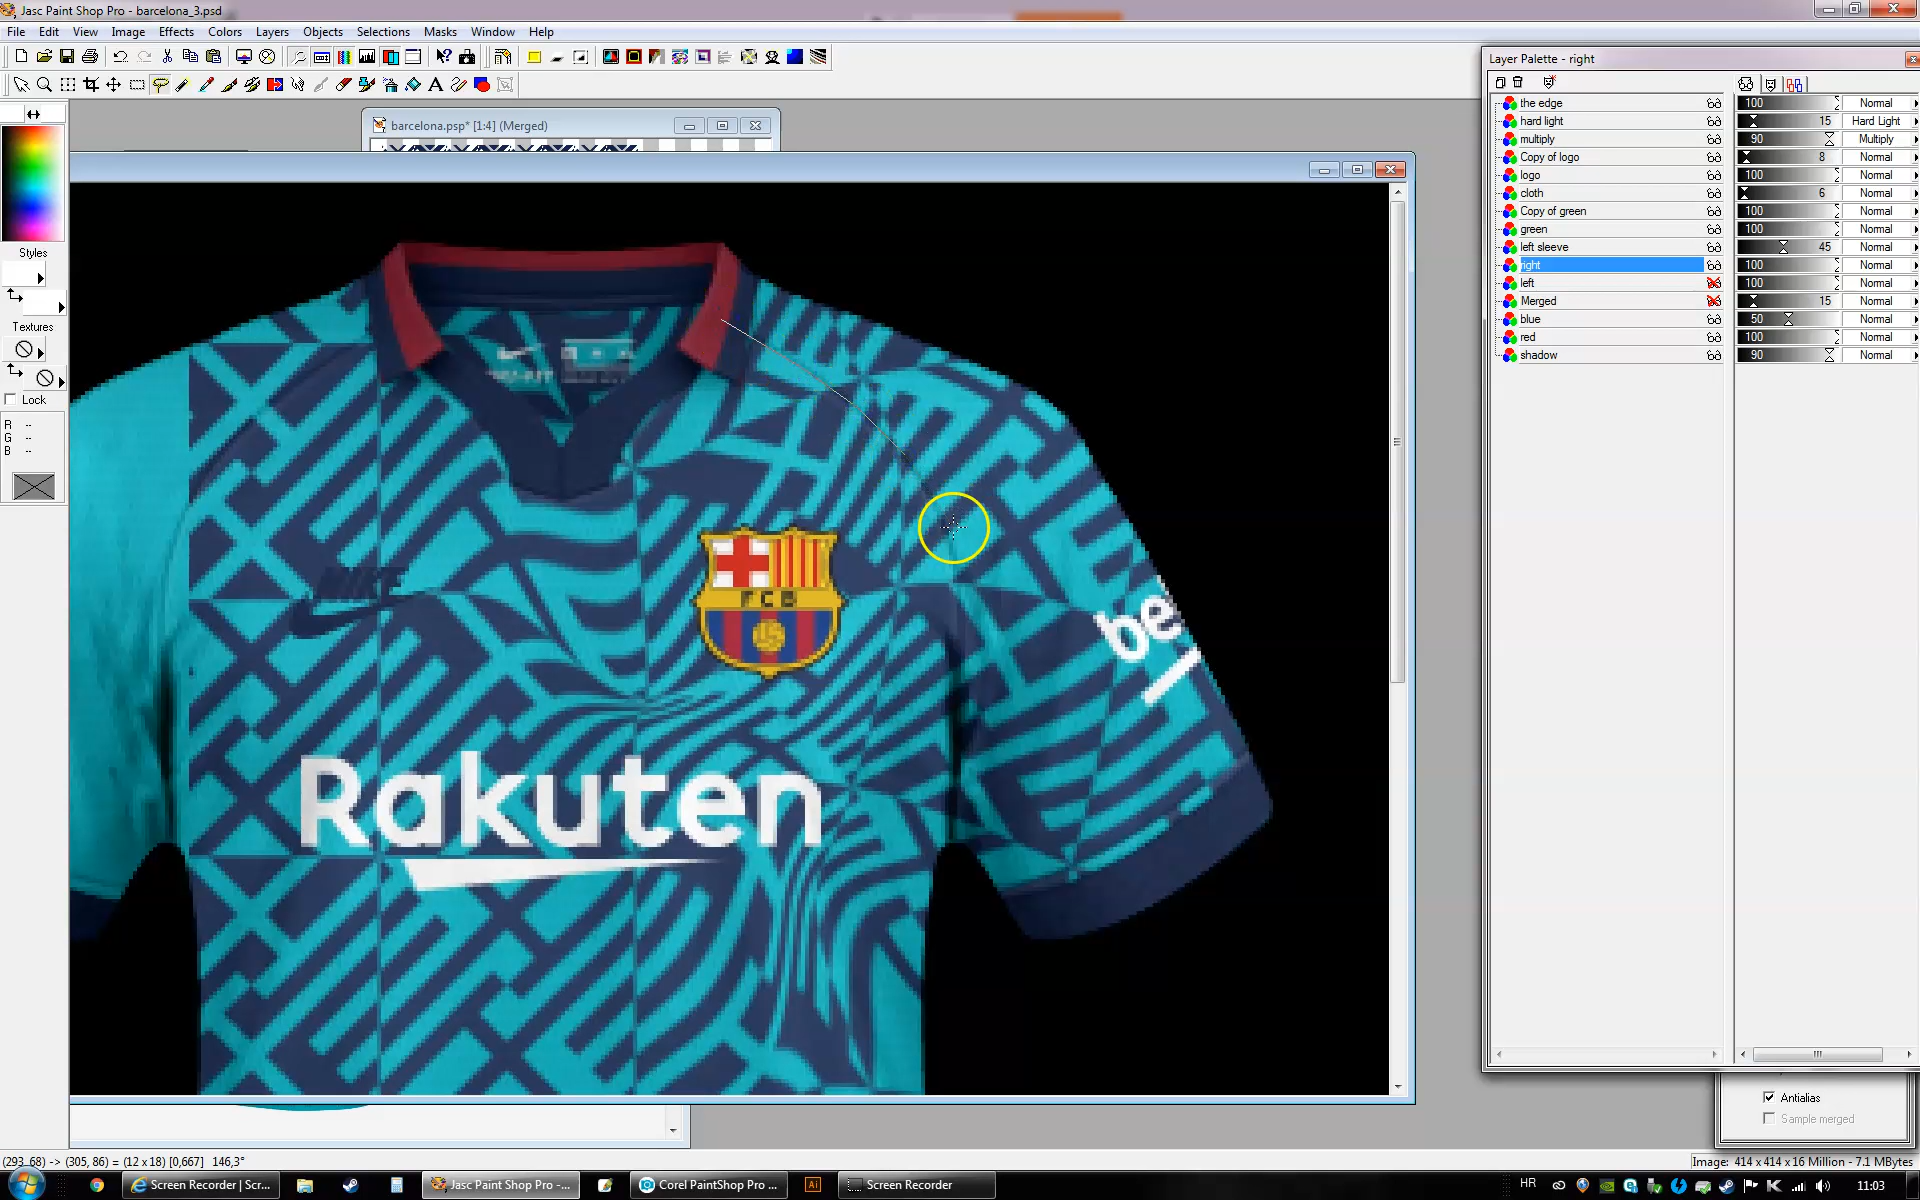 Jasc Paint Shop Pro - barcelona_3.psd
File Edit View Image Effects Colors Layers Objects Selections Masks Window Help
Layer Palette - right
barcelona.psp* [1:4] (Merged)
the edge 100 Normal
hard light 15 Hard Light
multiply 90 Multiply
Copy of logo 8 Normal
logo 100 Normal
cloth 6 Normal
Copy of green 100 Normal
green 100 Normal
left sleeve 45 Normal
right 100 Normal
left 100 Normal
Merged 15 Normal
blue 50 Normal
red 100 Normal
shadow 90 Normal
Styles
Textures
Lock
R --
G --
B --
NIKE
FCB
be
Rakuten
Antialias
Sample merged
(293, 68) -> (305, 86) = (12 x 18) [0,667] 146,3°
Image: 414 x 414 x 16 Million - 7.1 MBytes
Screen Recorder | Scr...
Jasc Paint Shop Pro -...
Corel PaintShop Pro ...
Ai
Screen Recorder
HR
11:03